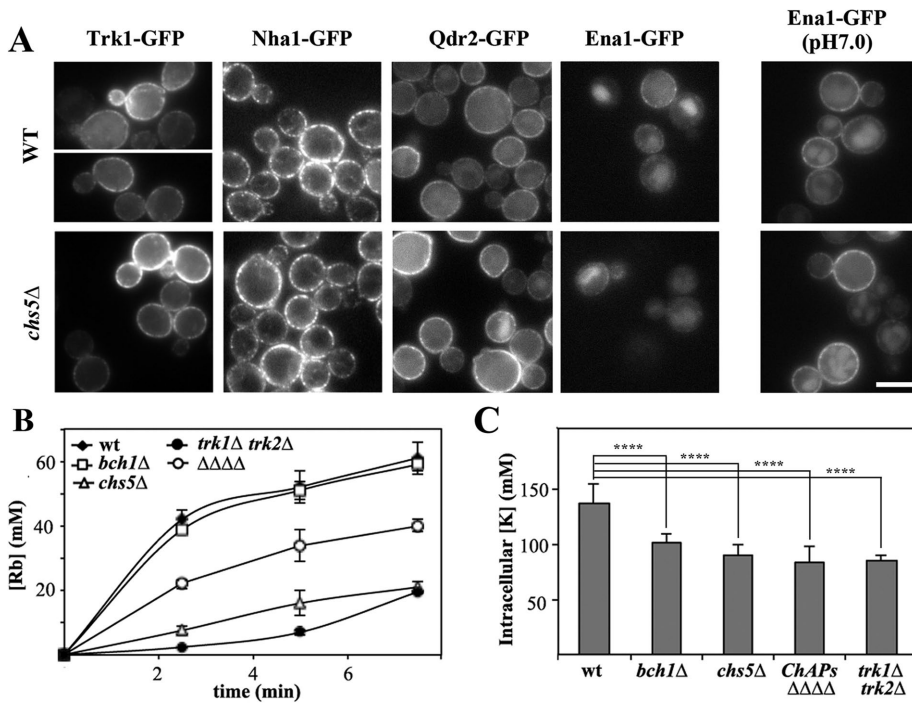 A
Trk1-GFP Nha1-GFP Qdr2-GFP Ena1-GFP Ena1-GFP
(pH7.0)
WT
chs5Δ
B
wt
bch1Δ
chs5Δ
trk1Δ trk2Δ
ΔΔΔΔ
[Rb] (mM)
60
40
20
2 4 6
time (min)
C
**** **** **** ****
Intracellular [K] (mM)
150
100
50
wt bch1Δ chs5Δ ChAPs trk1Δ
ΔΔΔΔ trk2Δ